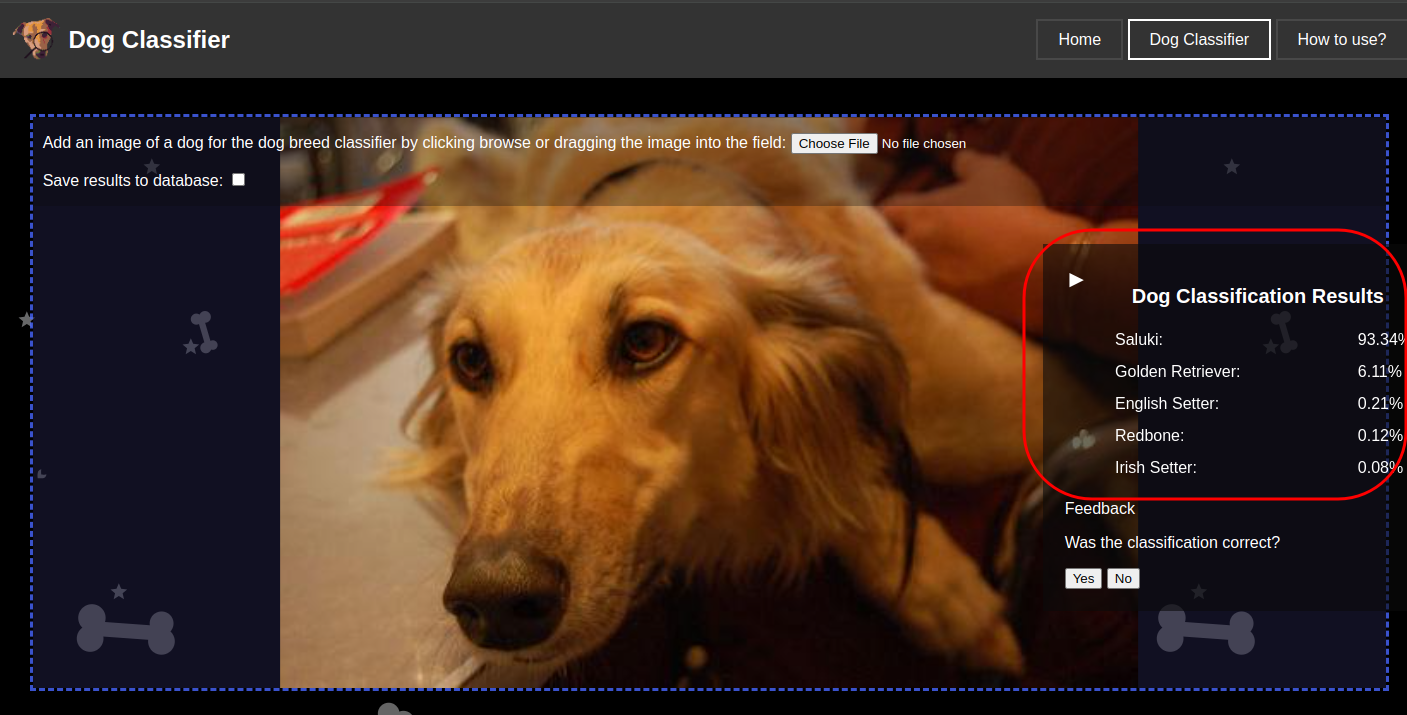 Dog Classifier
Home
Dog Classifier
How to use?
Add an image of a dog for the dog breed classifier by clicking browse or dragging the image into the field: Choose File No file chosen
Save results to database:
Dog Classification Results
Saluki: 93.34%
Golden Retriever: 6.11%
English Setter: 0.21%
Redbone: 0.12%
Irish Setter: 0.08%
Feedback
Was the classification correct?
Yes No